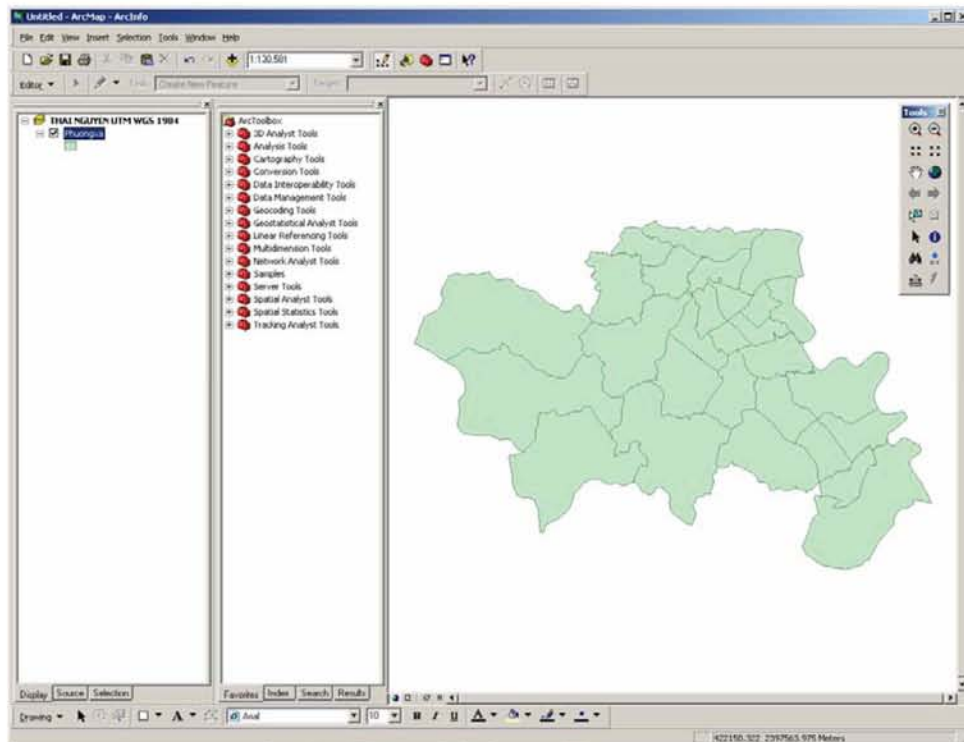 Untitled - ArcMap - ArcInfo
File Edit View Insert Selection Tools Window Help
1:130,581
Editor Task: Create New Feature Target:
THAI NGUYEN UTM WGS 1984
Phuongxa
ArcToolbox
3D Analyst Tools
Analysis Tools
Cartography Tools
Conversion Tools
Data Interoperability Tools
Data Management Tools
Geocoding Tools
Geostatistical Analyst Tools
Linear Referencing Tools
Multidimension Tools
Network Analyst Tools
Samples
Server Tools
Spatial Analyst Tools
Spatial Statistics Tools
Tracking Analyst Tools
Tools
Display Source Selection
Favorites Index Search Results
Drawing A Arial 10 B I U A
422150.322 2397563.975 Meters